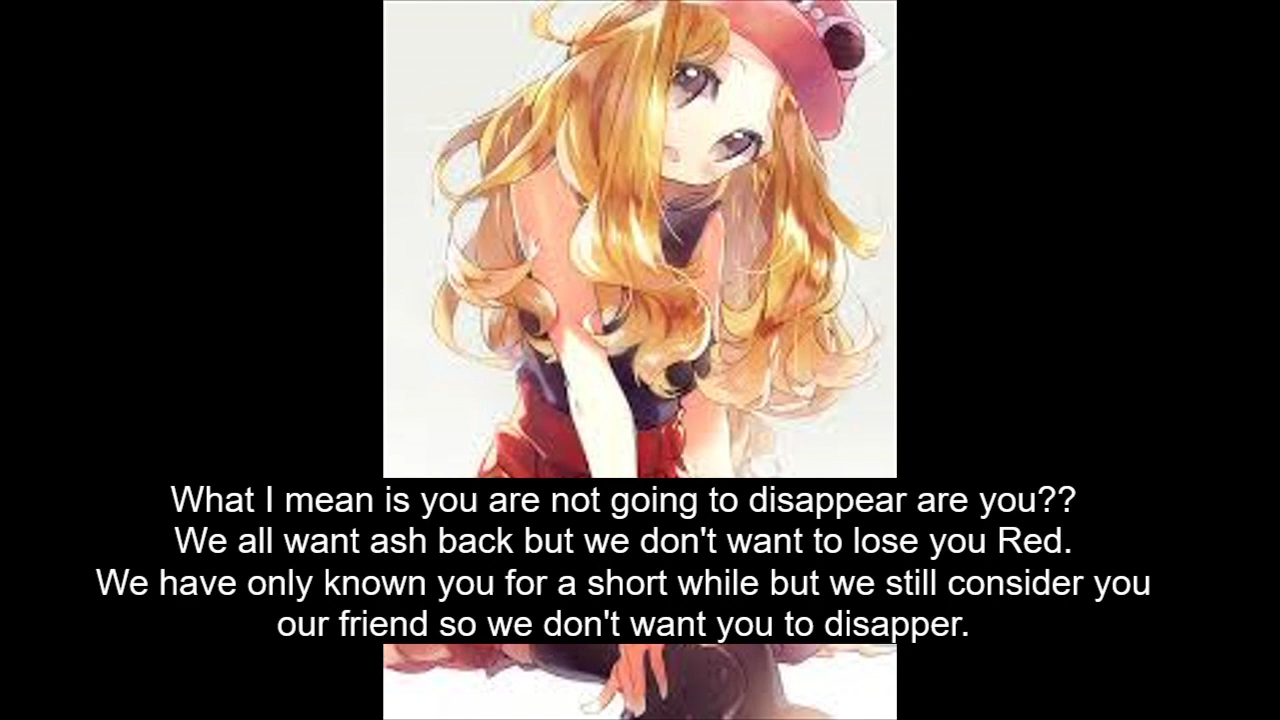 What I mean is you are not going to disappear are you??
We all want ash back but we don't want to lose you Red.
We have only known you for a short while but we still consider you
our friend so we don't want you to disapper.